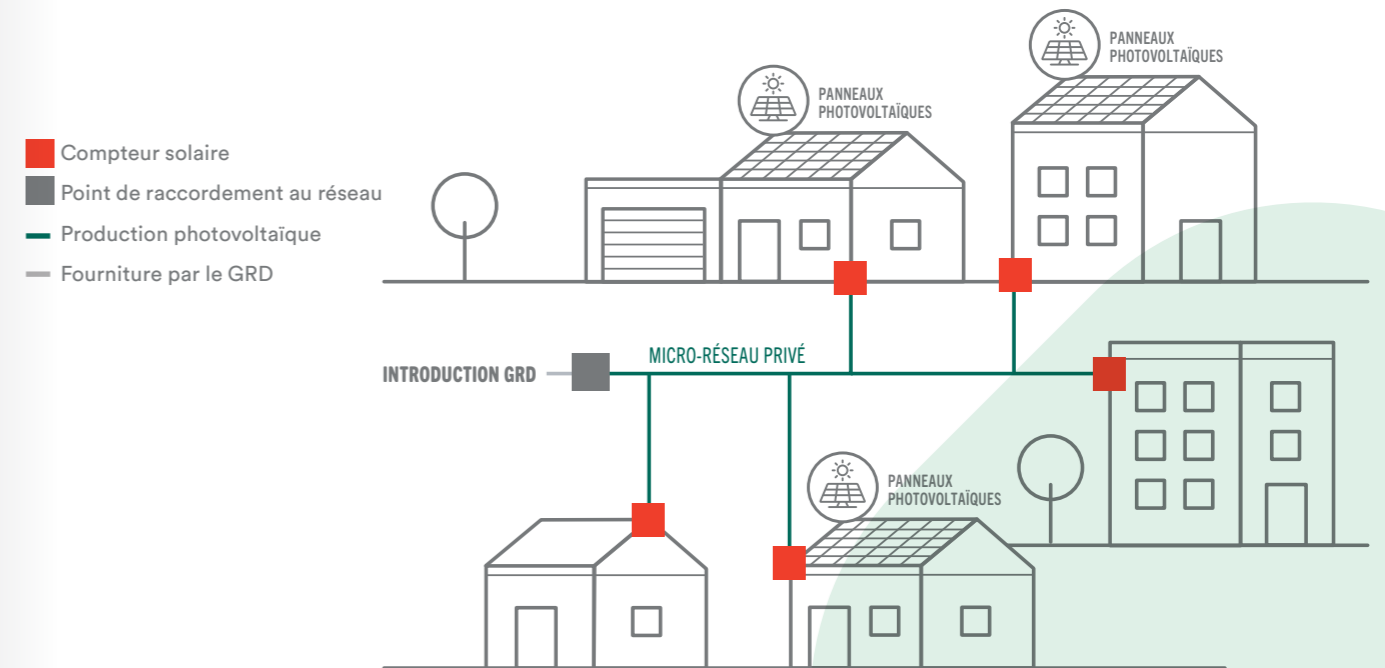 PANNEAUX
PHOTOVOLTAÏQUES
PANNEAUX
PHOTOVOLTAÏQUES
Compteur solaire
Point de raccordement au réseau
Production photovoltaïque
Fourniture par le GRD
MICRO-RÉSEAU PRIVÉ
INTRODUCTION GRD
PANNEAUX
PHOTOVOLTAÏQUES